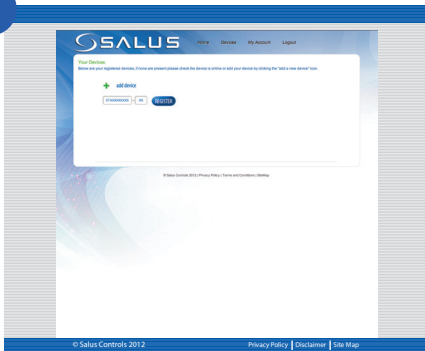 SALUS
Home Devices My Account Logout
Your Devices
Below are your registered devices, if none are present please check the device is online or add your device by clicking the "add a new device" icon.
add device
REGISTER
© Salus Controls 2012 | Privacy Policy | Terms and Conditions | SiteMap
© Salus Controls 2012 Privacy Policy | Disclaimer | Site Map